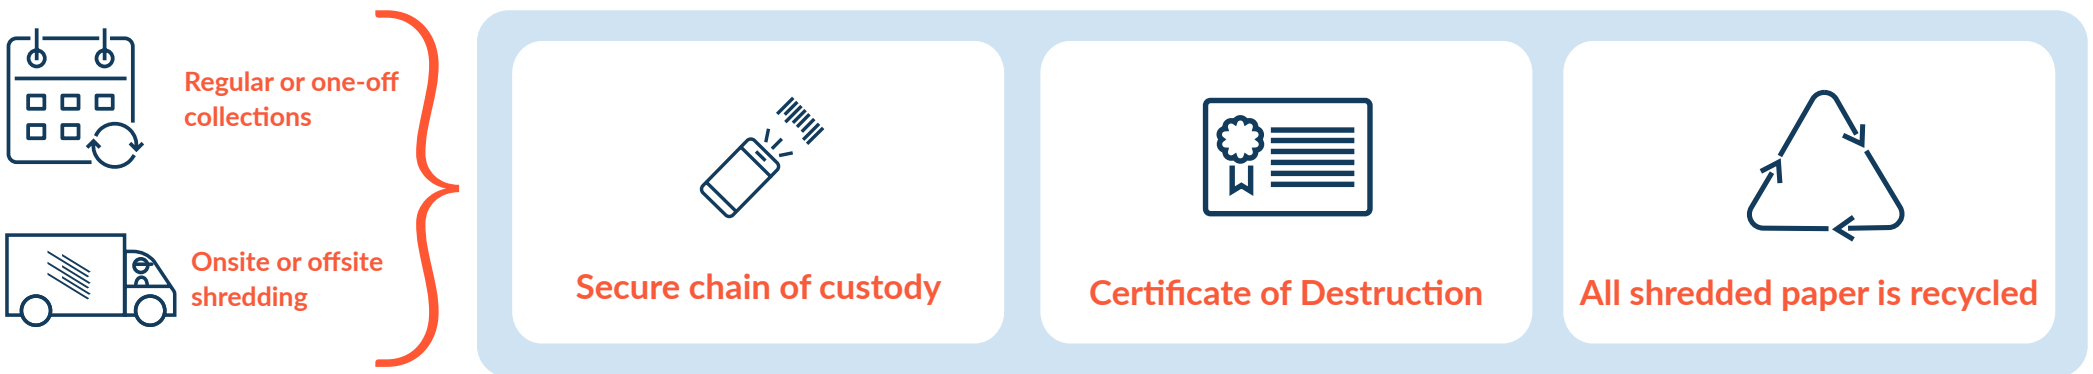 Regular or one-off
collections
Onsite or offsite
shredding
Secure chain of custody
Certificate of Destruction
All shredded paper is recycled